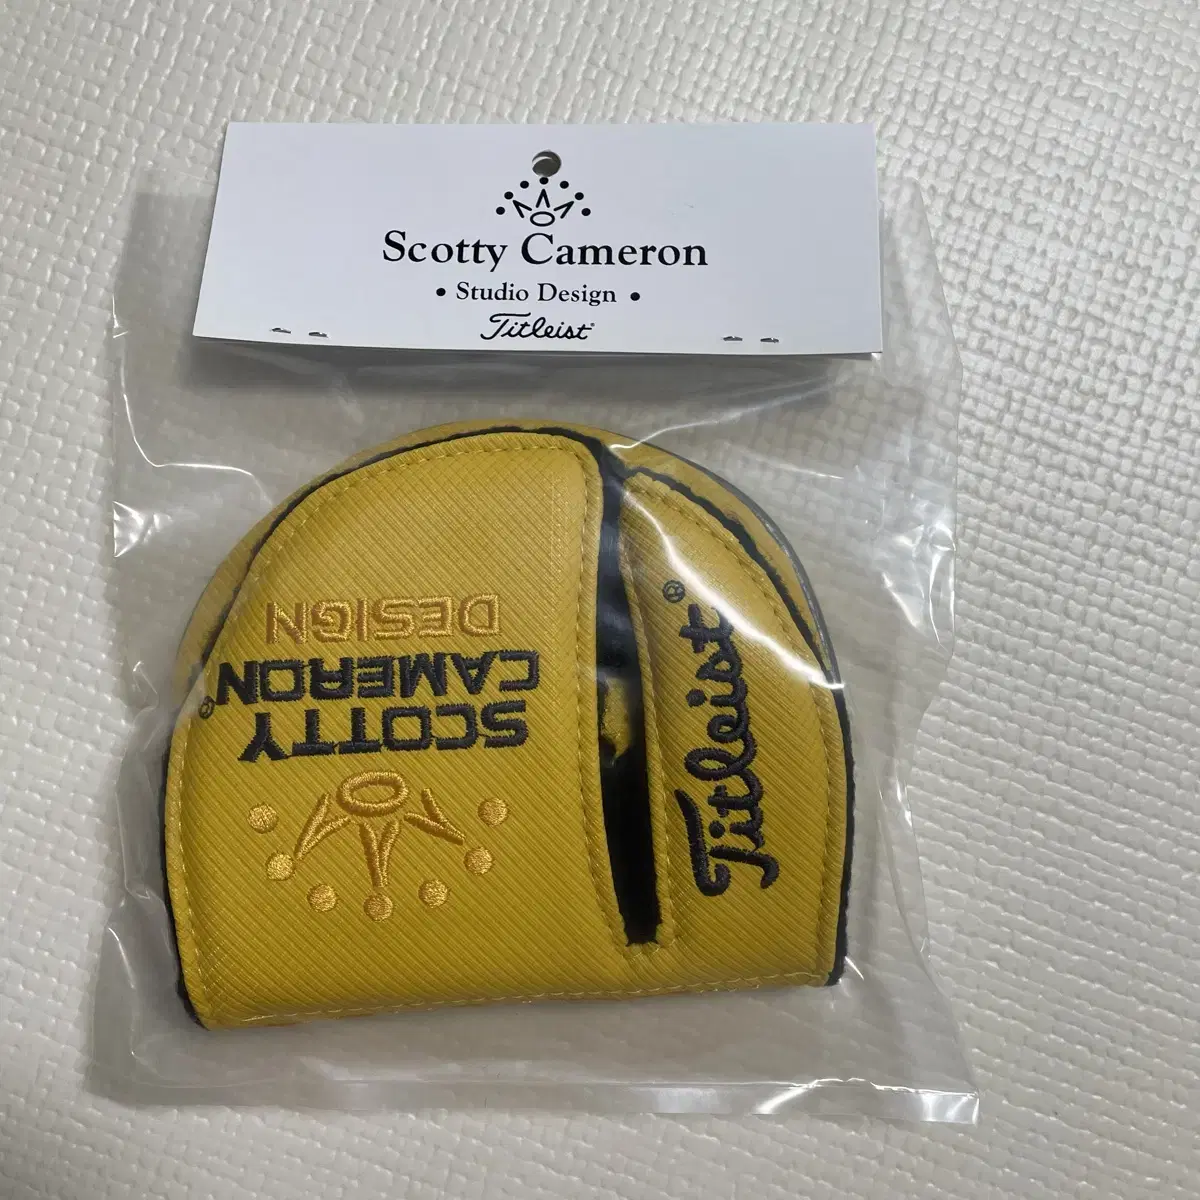 Scotty Cameron
• Studio Design •
Titleist®
SCOTTY
CAMERON®
DESIGN
Titleist®